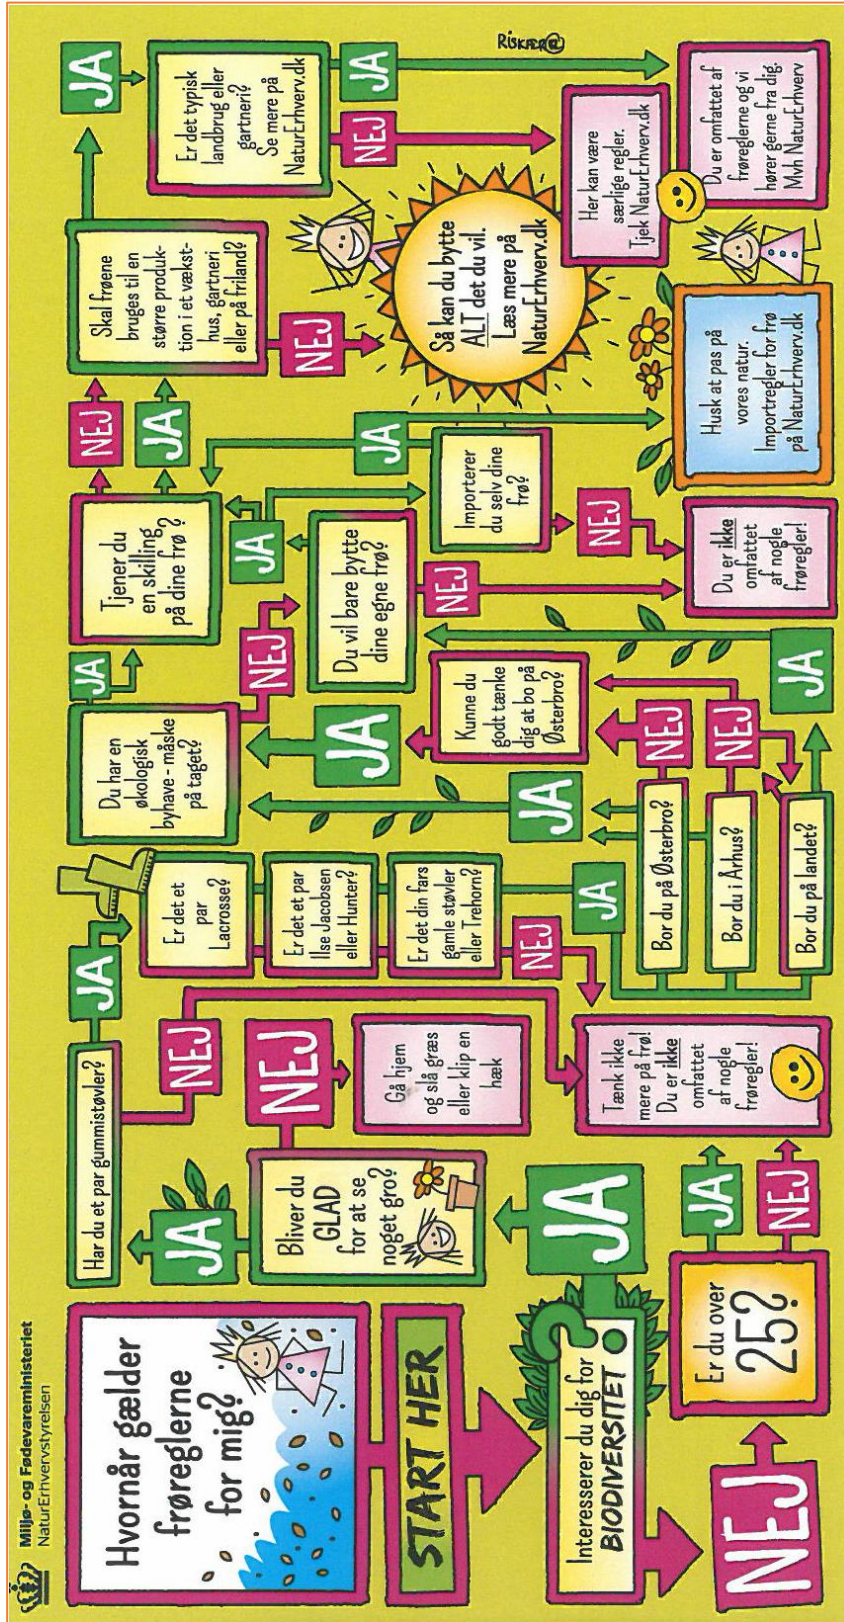 Miljø- og Fødevareministeriet
NaturErhvervstyrelsen
Hvornår gælder
frøreglerne
for mig?
START HER
Interesserer du dig for
BIODIVERSITET
?
NEJ
Er du over
25?
JA
NEJ
JA
Bliver du
GLAD
for at se
noget gro?
JA
NEJ
Gå hjem
og slå græs
eller klip en
hæk
Tænk ikke
mere på frø!
Du er ikke
omfattet
af nogle
frøregler!
Har du et par gummistøvler?
NEJ
JA
Er det et
par
Lacrosse?
Er det et par
Ilse Jacobsen
eller Hunter?
Er det din fars
gamle støvler
eller Trehorn?
NEJ
JA
Bor du på Østerbro?
Bor du i Århus?
Bor du på landet?
JA
NEJ
NEJ
JA
Kunne du
godt tænke
dig at bo på
Østerbro?
JA
Du har en
økologisk
byhave - måske
på taget?
JA
NEJ
Du vil bare bytte
dine egne frø?
JA
NEJ
Tjener du
en skilling
på dine frø?
NEJ
JA
Importerer
du selv dine
frø?
JA
NEJ
Du er ikke
omfattet
af nogle
frøregler!
Husk at pas på
vores natur.
Importregler for frø
på NaturErhverv.dk
Skal frøene
bruges til en
større produk-
tion i et vækst-
hus, gartneri
eller på friland?
NEJ
JA
Så kan du bytte
ALT det du vil.
Læs mere på
NaturErhverv.dk
Er det typisk
landbrug eller
gartneri?
Se mere på
NaturErhverv.dk
NEJ
JA
Her kan være
særlige regler.
Tjek NaturErhverv.dk
Du er omfattet af
frøreglerne og vi
hører gerne fra dig.
Mvh NaturErhverv
RISKÆR